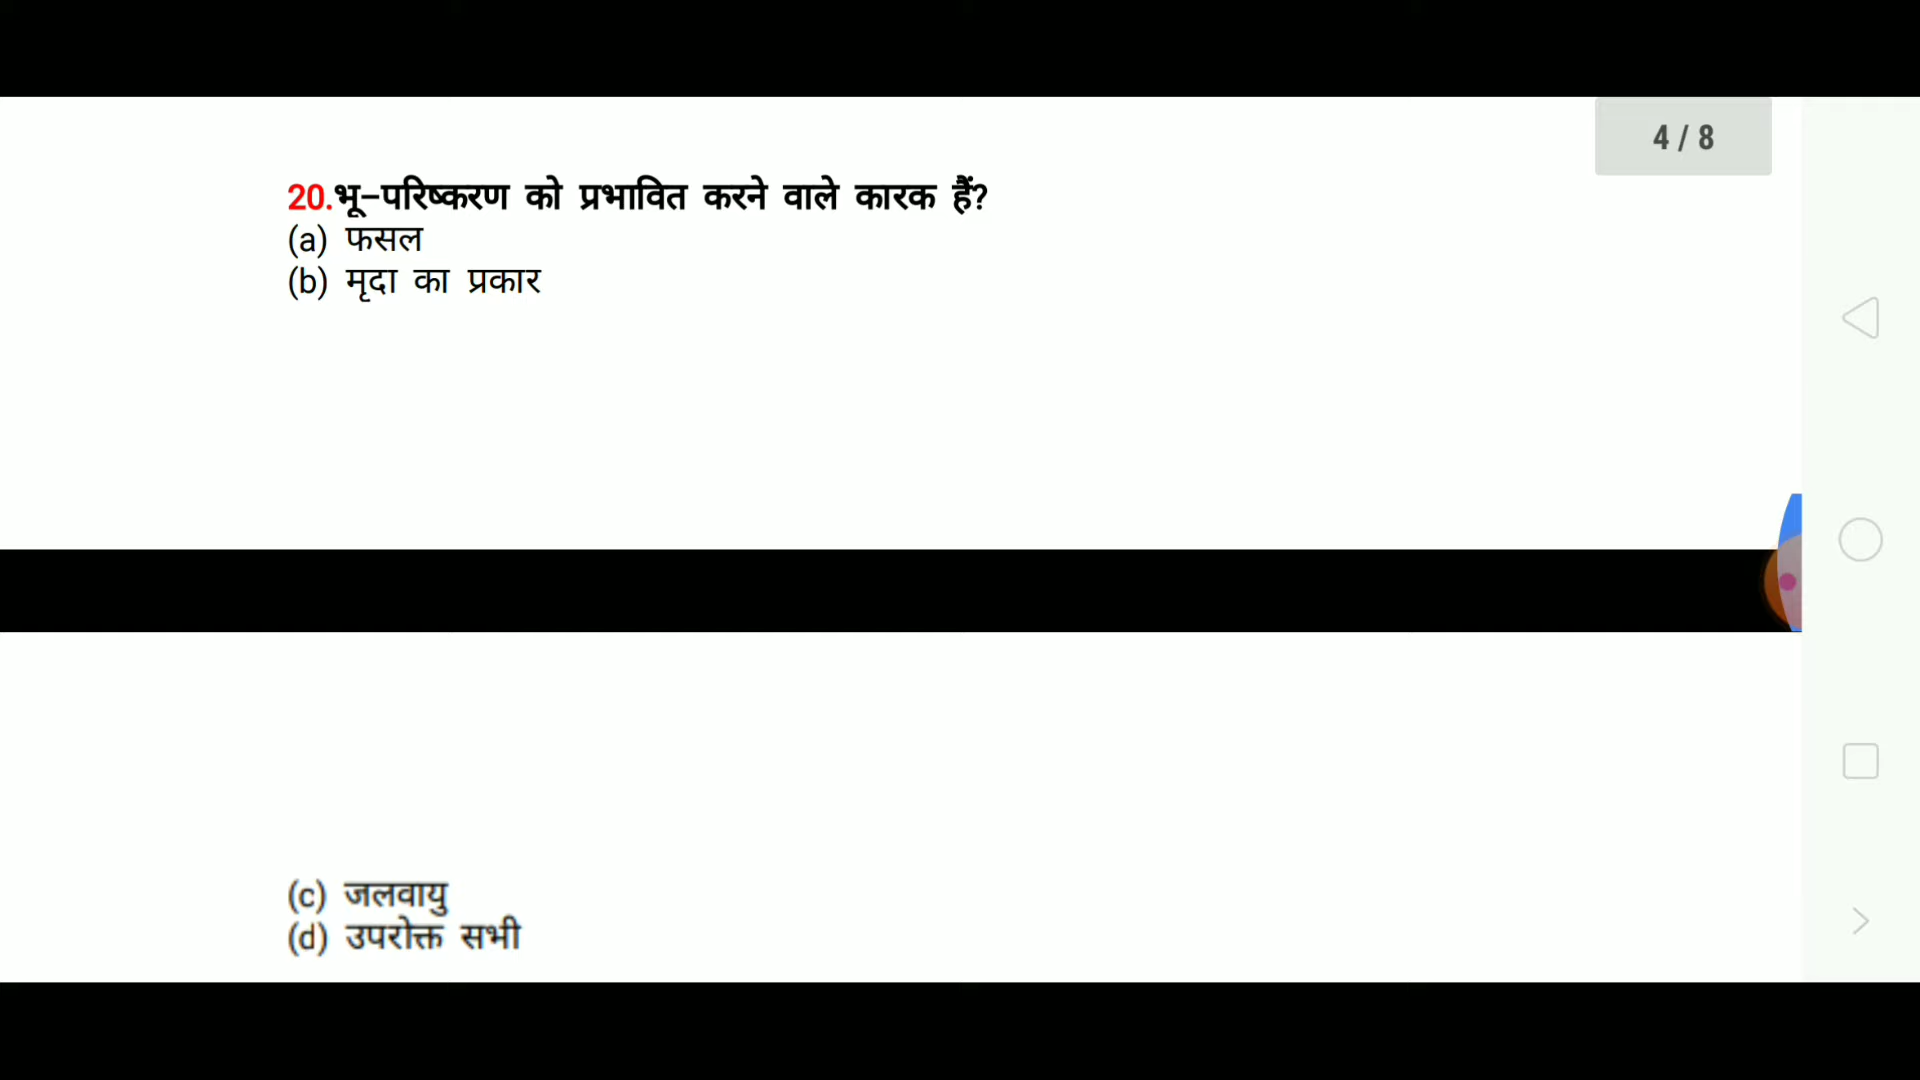 4 / 8
20.भू–परिष्करण को प्रभावित करने वाले कारक हैं?
(a) फसल
(b) मृदा का प्रकार
(c) जलवायु
(d) उपरोक्त सभी